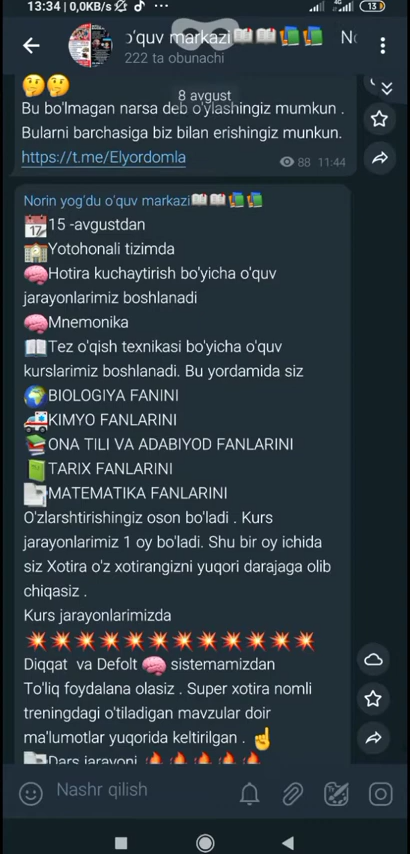 13:34 | 0,0KB/s
13
o'quv markazi
222 ta obunachi
8 avgust
Bu bo'lmagan narsa deb o'ylashingiz mumkun .
Bularni barchasiga biz bilan erishingiz munkun.
https://t.me/Elyordomla
88 11:44
Norin yog'du o'quv markazi
17 15 -avgustdan
Yotohonali tizimda
Hotira kuchaytirish bo'yicha o'quv
jarayonlarimiz boshlanadi
Mnemonika
Tez o'qish texnikasi bo'yicha o'quv
kurslarimiz boshlanadi. Bu yordamida siz
BIOLOGIYA FANINI
KIMYO FANLARINI
ONA TILI VA ADABIYOD FANLARINI
TARIX FANLARINI
MATEMATIKA FANLARINI
O'zlarshtirishingiz oson bo'ladi . Kurs
jarayonlarimiz 1 oy bo'ladi. Shu bir oy ichida
siz Xotira o'z xotirangizni yuqori darajaga olib
chiqasiz .
Kurs jarayonlarimizda
Diqqat va Defolt sistemamizdan
To'liq foydalana olasiz . Super xotira nomli
treningdagi o'tiladigan mavzular doir
ma'lumotlar yuqorida keltirilgan .
Dars jarayoni
Nashr qilish